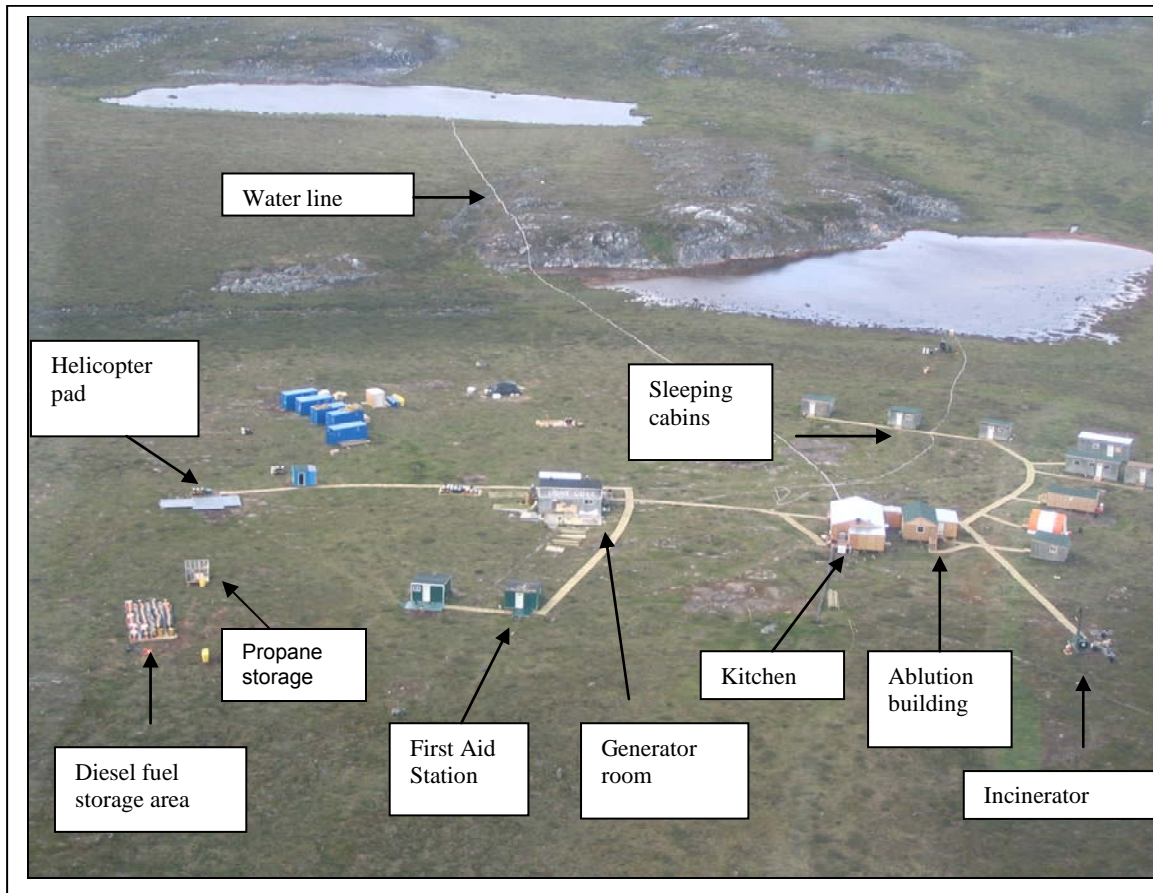 Water line
Helicopter
pad
Sleeping
cabins
Propane
storage
Kitchen
Ablution
building
First Aid
Station
Generator
room
Diesel fuel
storage area
Incinerator